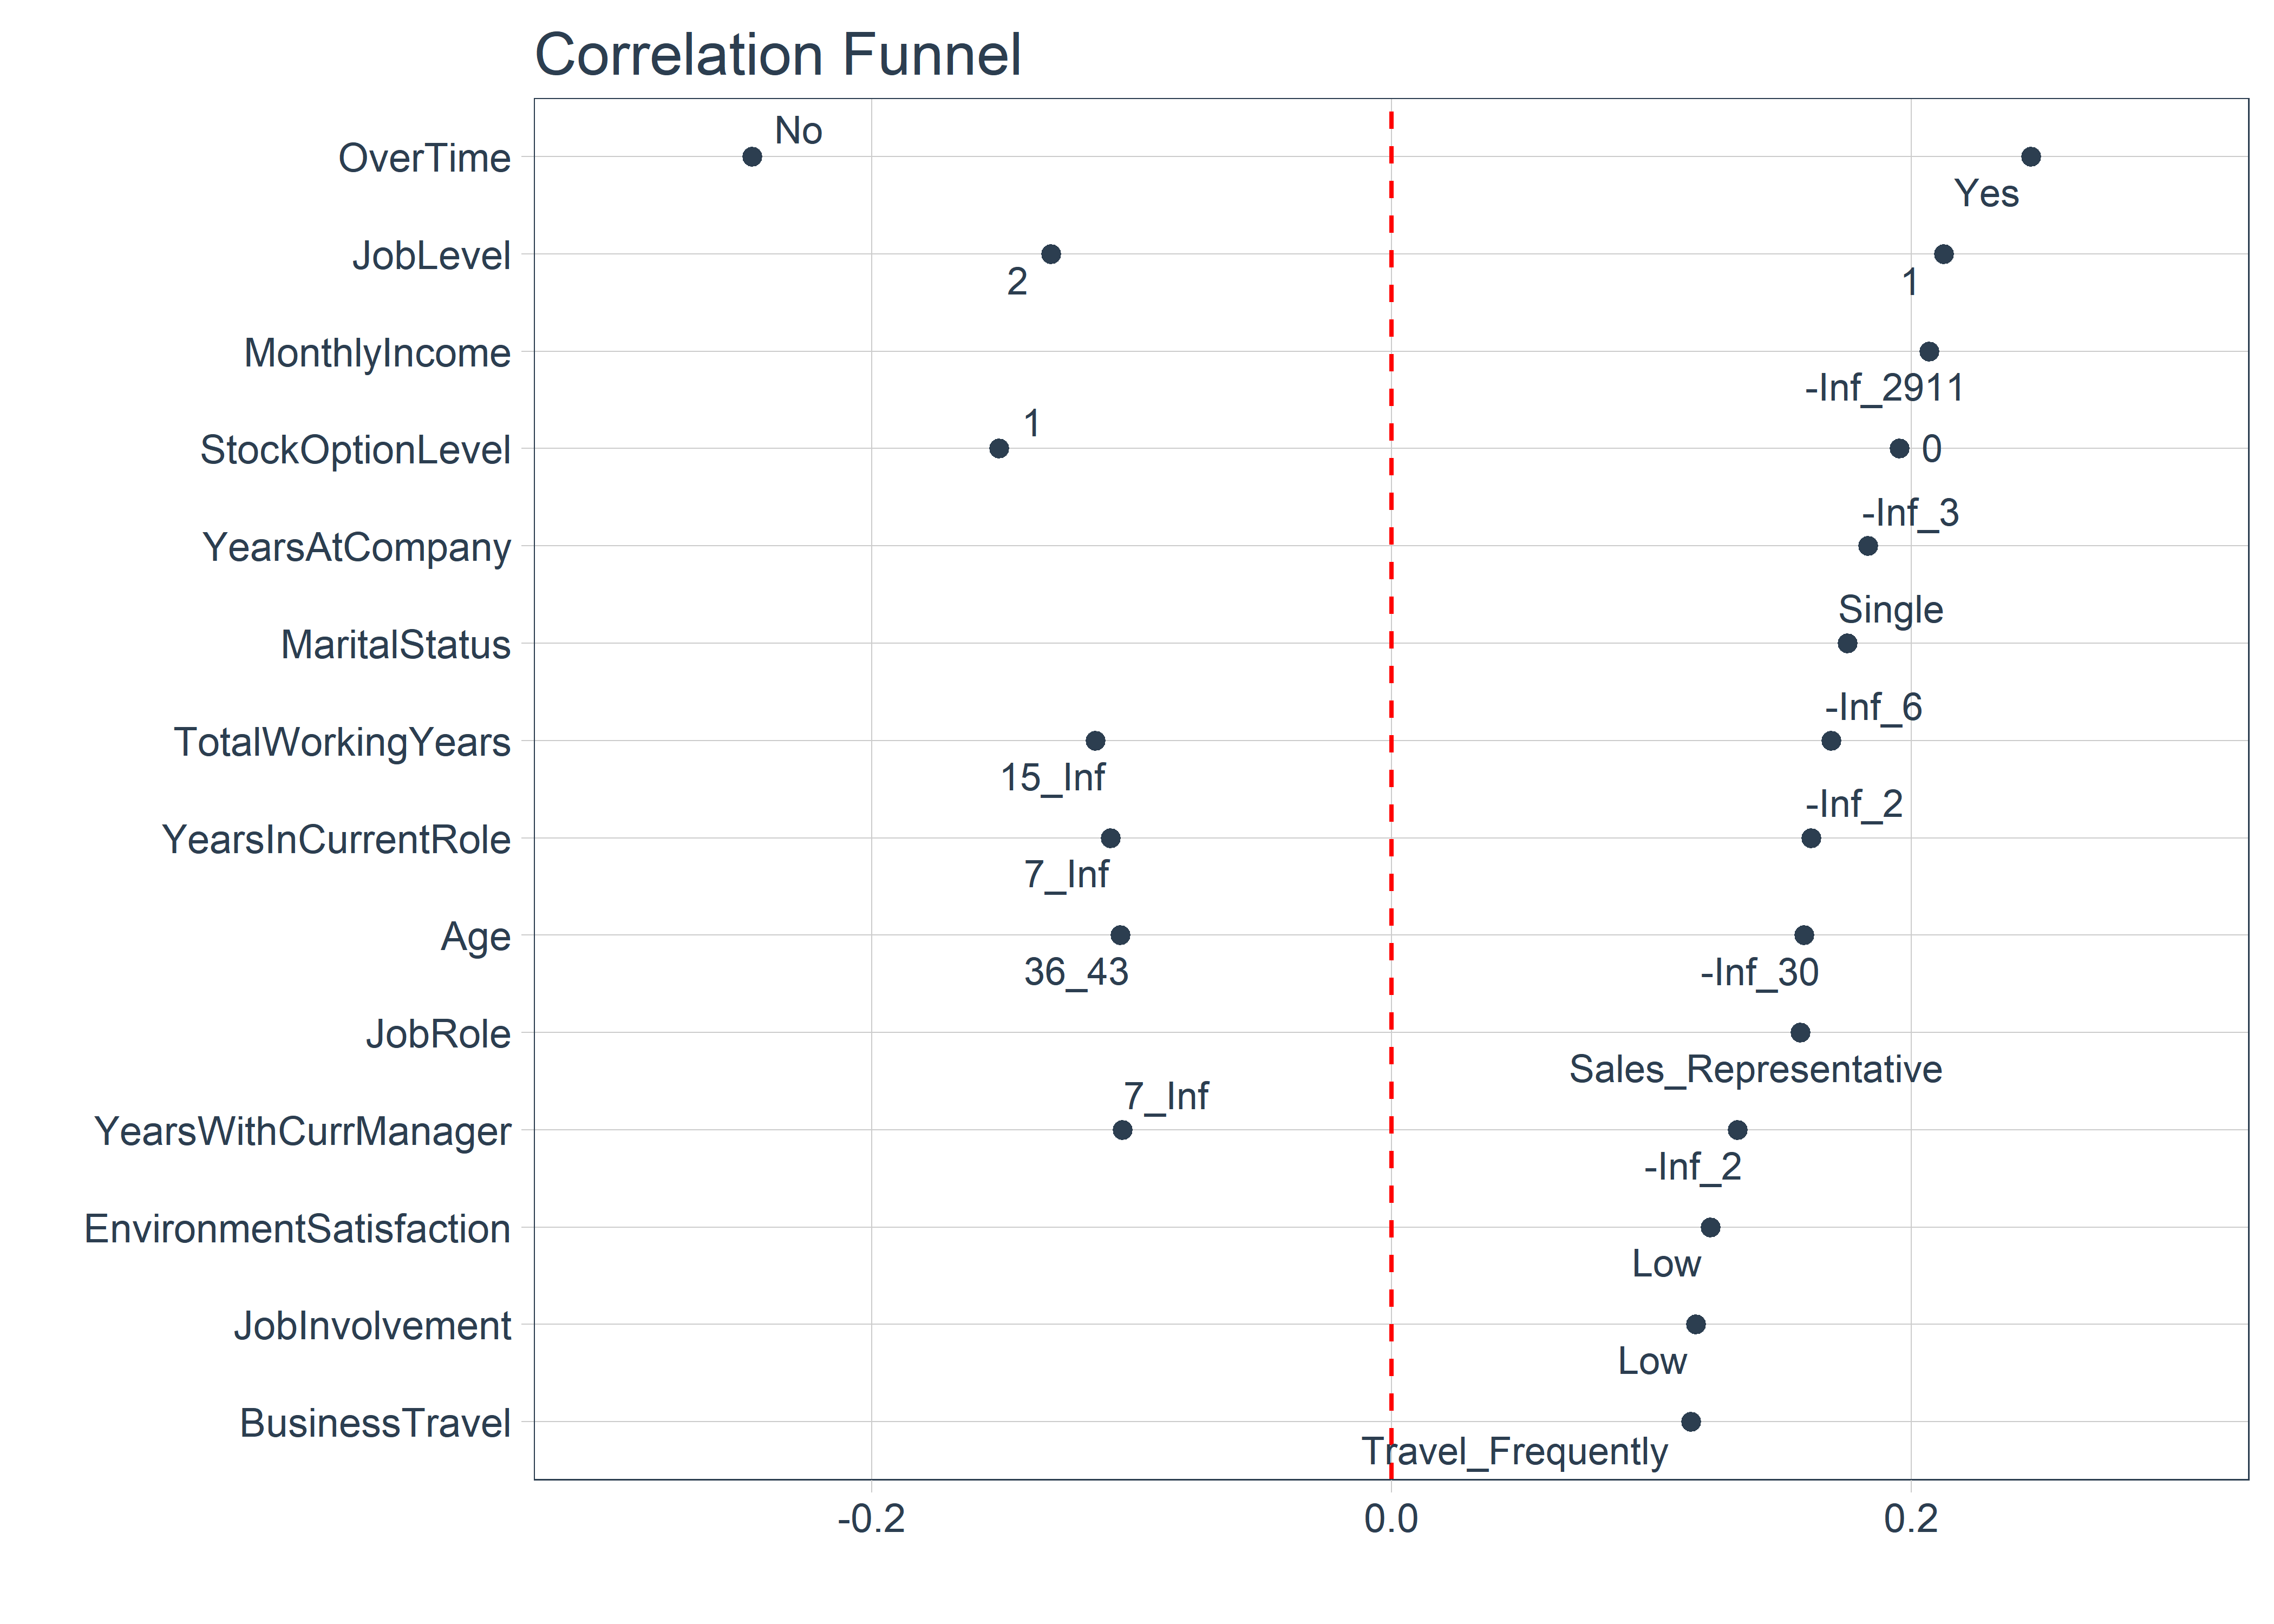 Correlation Funnel
OverTime No Yes
JobLevel 2 1
MonthlyIncome -Inf_2911
StockOptionLevel 1 0
YearsAtCompany -Inf_3
MaritalStatus Single
TotalWorkingYears 15_Inf -Inf_6
YearsInCurrentRole 7_Inf -Inf_2
Age 36_43 -Inf_30
JobRole Sales_Representative
YearsWithCurrManager 7_Inf -Inf_2
EnvironmentSatisfaction Low
JobInvolvement Low
BusinessTravel Travel_Frequently
-0.2 0.0 0.2